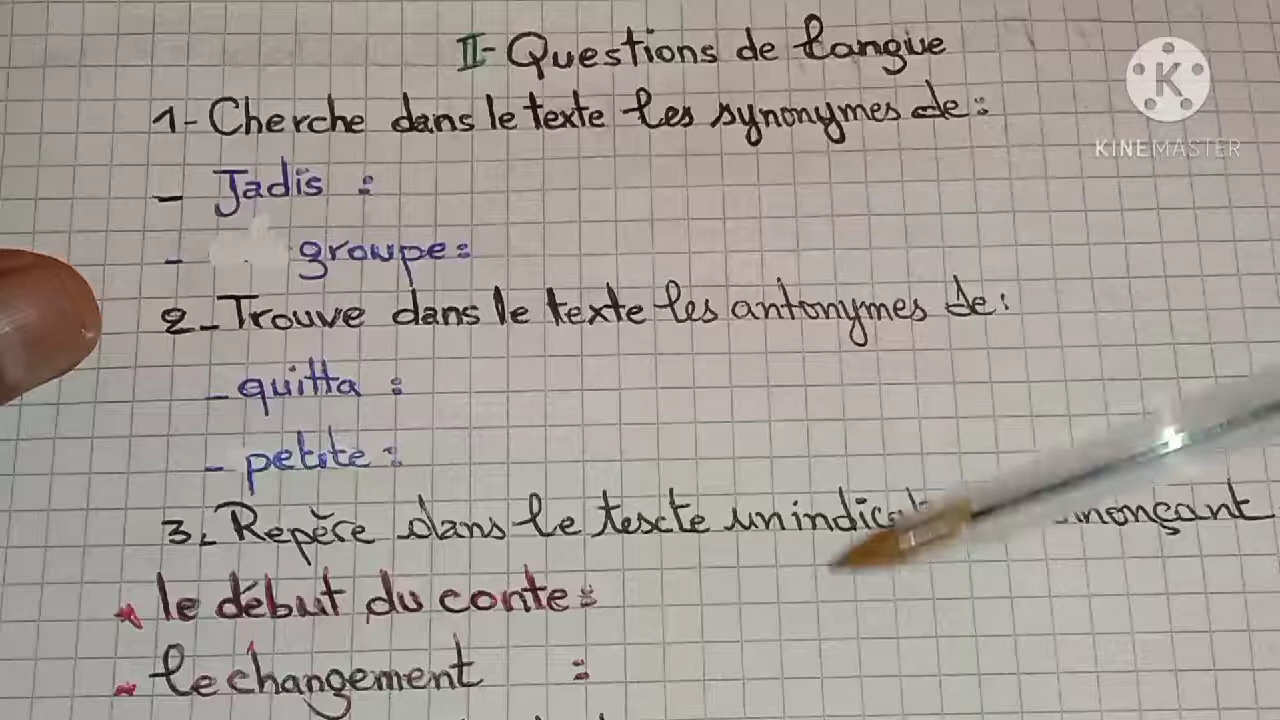 II- Questions de langue
K
KINEMASTER
1- Cherche dans le texte les synonymes de:
- Jadis :
- groupe:
2- Trouve dans le texte les antonymes de:
- quitta :
- petite:
3. Repère dans le texte un nonçant
* le début du conte:
* le changement :